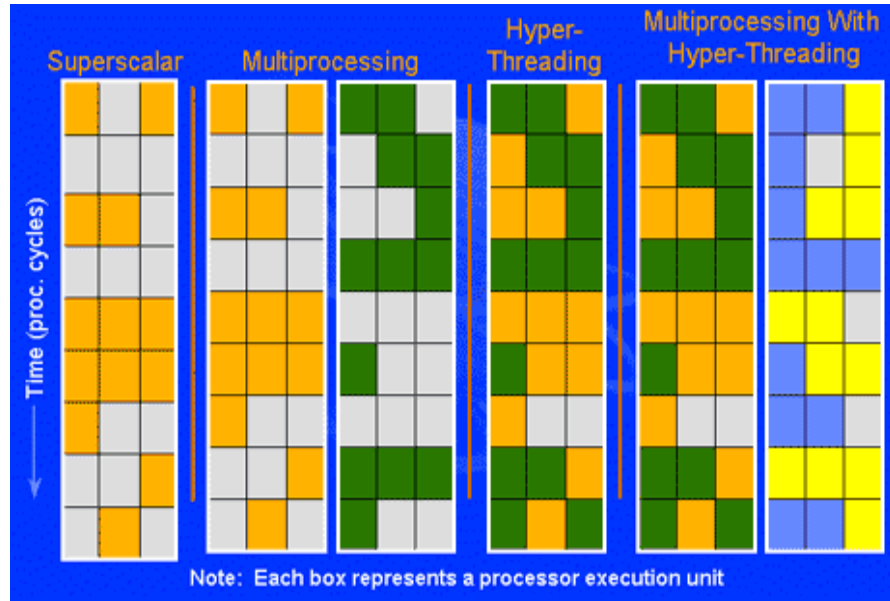 Superscalar
Multiprocessing
Hyper-
Threading
Multiprocessing With
Hyper-Threading
Time (proc. cycles)
Note: Each box represents a processor execution unit